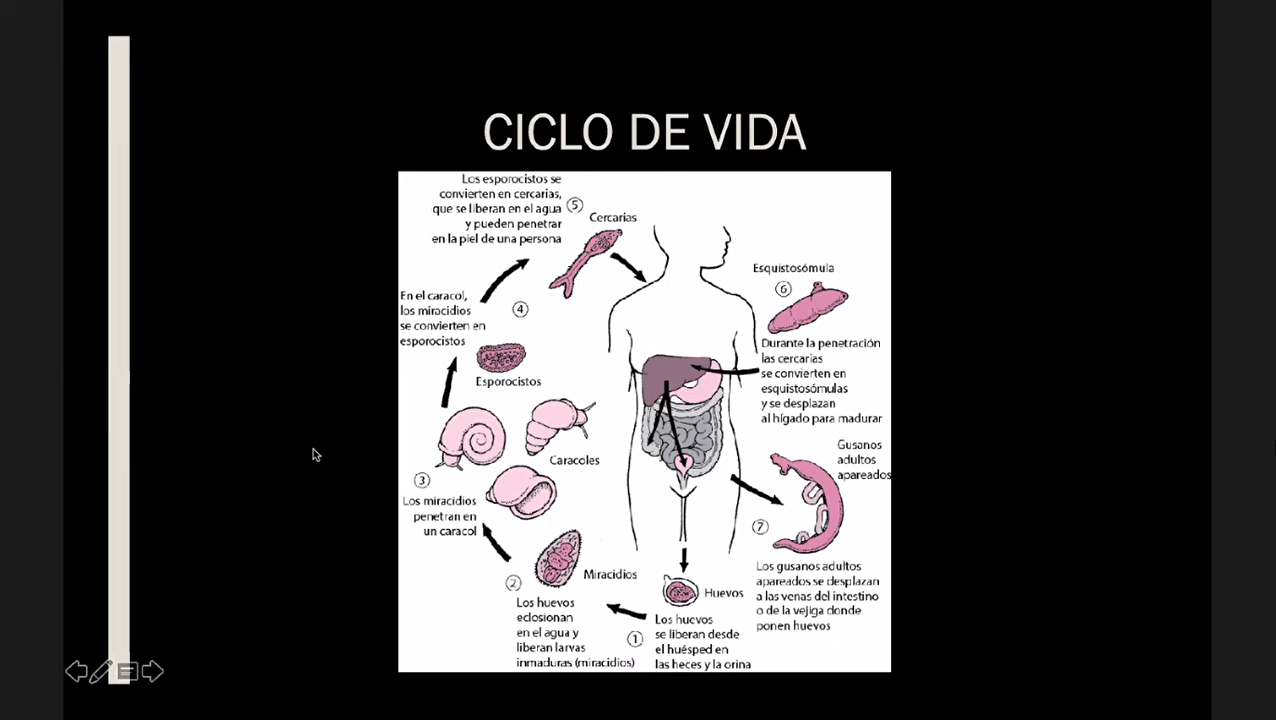 CICLO DE VIDA
Los esporocistos se
convierten en cercarias,
que se liberan en el agua
y pueden penetrar
en la piel de una persona
5
Cercarias
Esquistosómula
6
En el caracol,
los miracidios
se convierten en
esporocistos
4
Esporocistos
Durante la penetración
las cercarias
se convierten en
esquistosómulas
y se desplazan
al hígado para madurar
Caracoles
Gusanos
adultos
apareados
3
Los miracidios
penetran en
un caracol
7
Los gusanos adultos
apareados se desplazan
a las venas del intestino
o de la vejiga donde
ponen huevos
Miracidios
2
Los huevos
eclosionan
en el agua y
liberan larvas
inmaduras (miracidios)
Huevos
1
Los huevos
se liberan desde
el huésped en
las heces y la orina